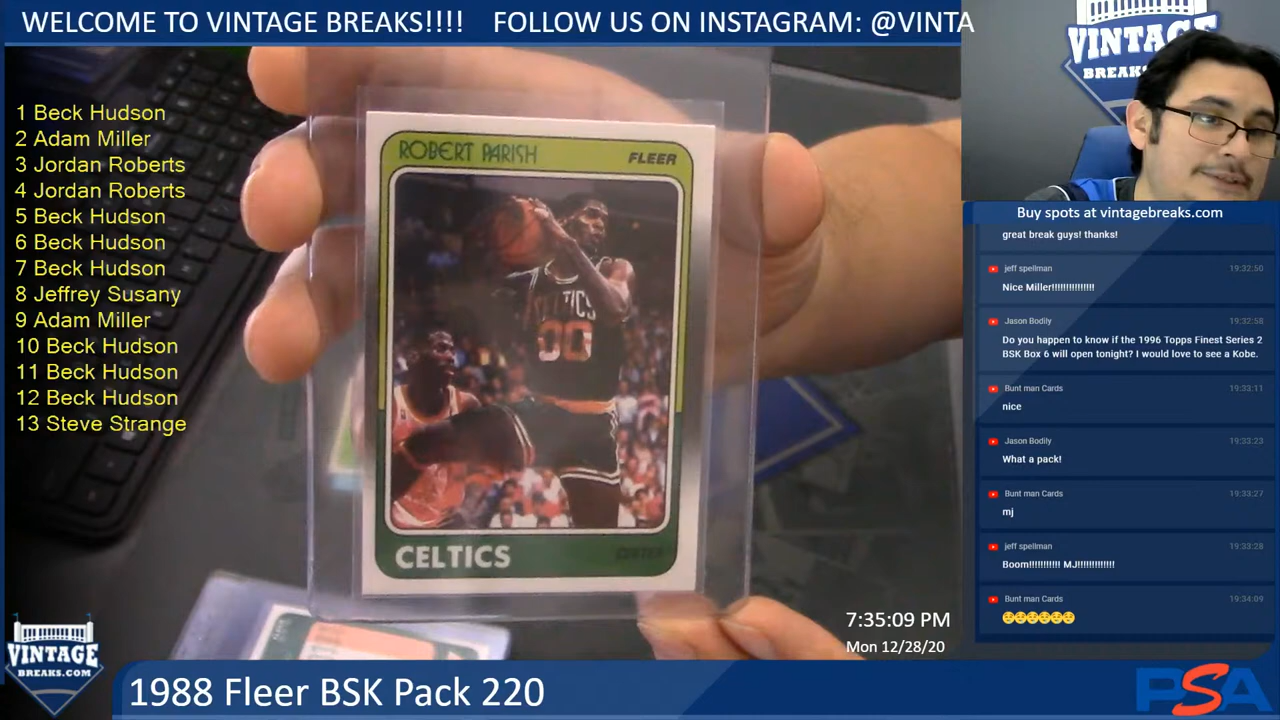 WELCOME TO VINTAGE BREAKS!!!! FOLLOW US ON INSTAGRAM: @VINTA
1 Beck Hudson
2 Adam Miller
3 Jordan Roberts
4 Jordan Roberts
5 Beck Hudson
6 Beck Hudson
7 Beck Hudson
8 Jeffrey Susany
9 Adam Miller
10 Beck Hudson
11 Beck Hudson
12 Beck Hudson
13 Steve Strange
ROBERT PARISH FLEER
CELTICS
00
CELTICS CENTER
VINTAGE
BREAKS
Buy spots at vintagebreaks.com
great break guys! thanks!
jeff spellman 19:32:50
Nice Miller!!!!!!!!!!!!!!!
Jason Bodily 19:32:58
Do you happen to know if the 1996 Topps Finest Series 2
BSK Box 6 will open tonight? I would love to see a Kobe.
Bunt man Cards 19:33:11
nice
Jason Bodily 19:33:23
What a pack!
Bunt man Cards 19:33:27
mj
jeff spellman 19:33:28
Boom!!!!!!!!!!! MJ!!!!!!!!!!!!!
Bunt man Cards 19:34:09
7:35:09 PM
Mon 12/28/20
VINTAGE
BREAKS.COM
1988 Fleer BSK Pack 220
PSA